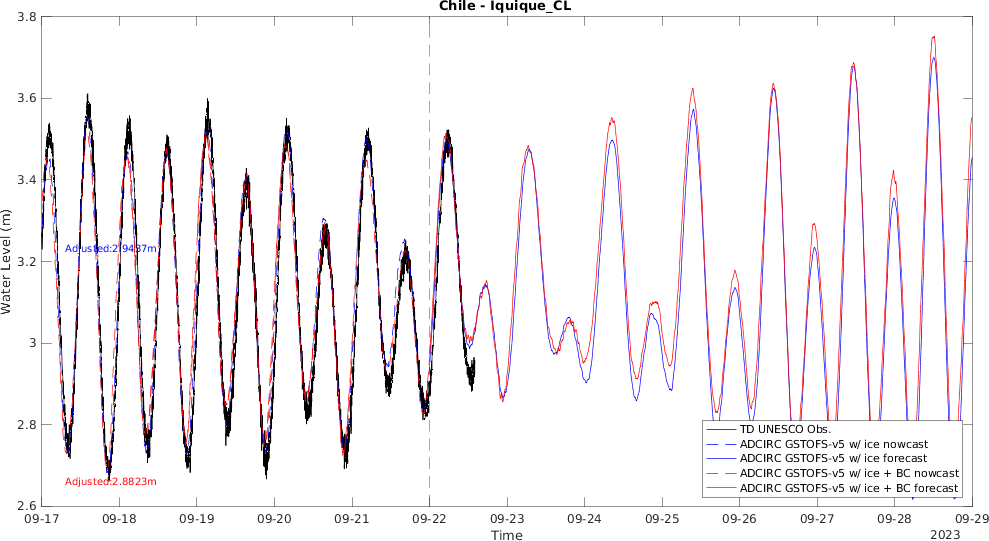 Chile - Iquique_CL
3.8
3.6
3.4
3.2
3
2.8
2.6
Water Level (m)
Adjusted:2.9437m
Adjusted:2.8823m
TD UNESCO Obs.
ADCIRC GSTOFS-v5 w/ ice nowcast
ADCIRC GSTOFS-v5 w/ ice forecast
ADCIRC GSTOFS-v5 w/ ice + BC nowcast
ADCIRC GSTOFS-v5 w/ ice + BC forecast
09-17 09-18 09-19 09-20 09-21 09-22 09-23 09-24 09-25 09-26 09-27 09-28 09-29
Time
2023